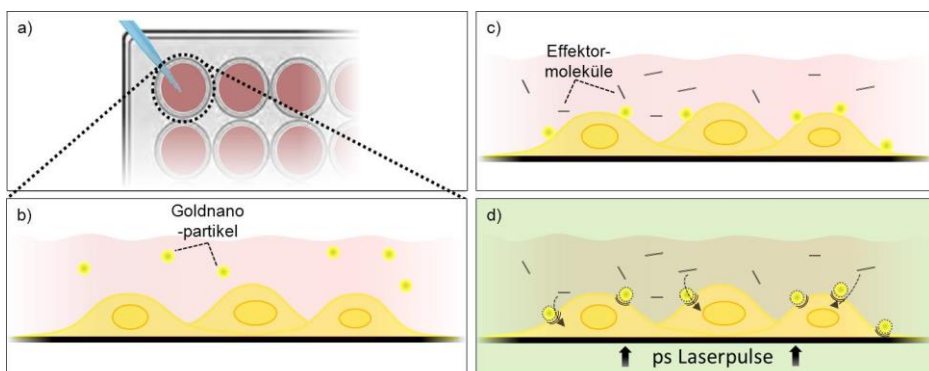 a)
b)
Goldnano
-partikel
c)
Effektor-
moleküle
d)
ps Laserpulse